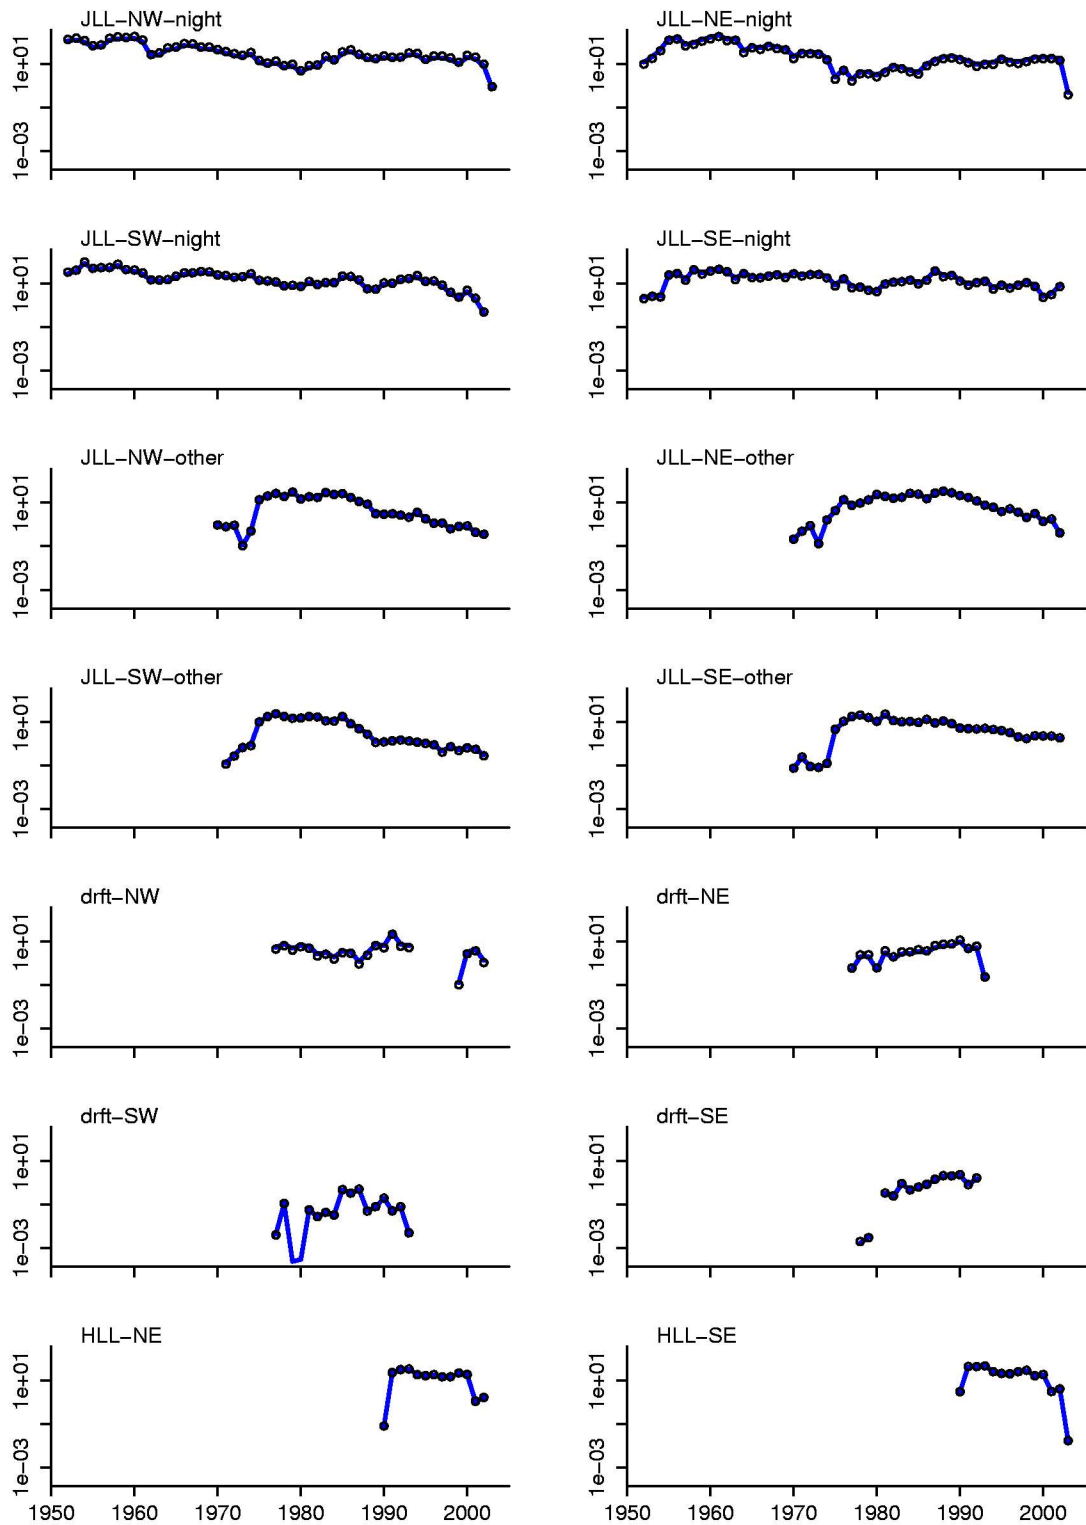 JLL−NW−night JLL−NE−night
1e+01 1e+01
1e−03 1e−03
JLL−SW−night JLL−SE−night
1e+01 1e+01
1e−03 1e−03
JLL−NW−other JLL−NE−other
1e+01 1e+01
1e−03 1e−03
JLL−SW−other JLL−SE−other
1e+01 1e+01
1e−03 1e−03
drft−NW drft−NE
1e+01 1e+01
1e−03 1e−03
drft−SW drft−SE
1e+01 1e+01
1e−03 1e−03
HLL−NE HLL−SE
1e+01 1e+01
1e−03 1e−03
1950 1960 1970 1980 1990 2000 1950 1960 1970 1980 1990 2000